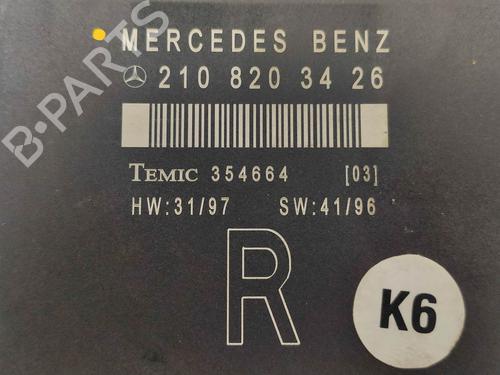 MERCEDES BENZ
210 820 34 26
TEMIC 354664 [03]
HW:31/97 SW:41/96
R
K6
B-PARTS